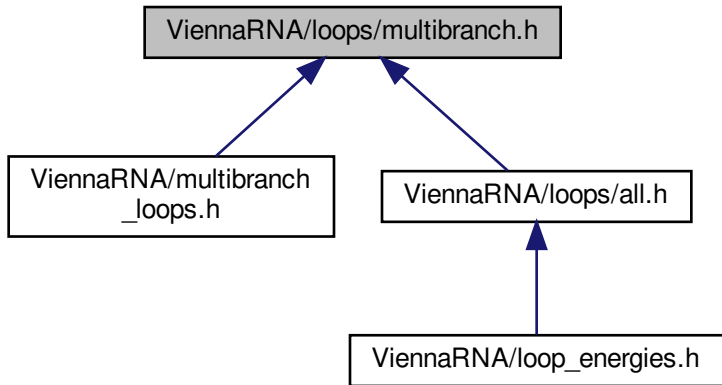 ViennaRNA/loops/multibranch.h
ViennaRNA/multibranch
_loops.h
ViennaRNA/loops/all.h
ViennaRNA/loop_energies.h